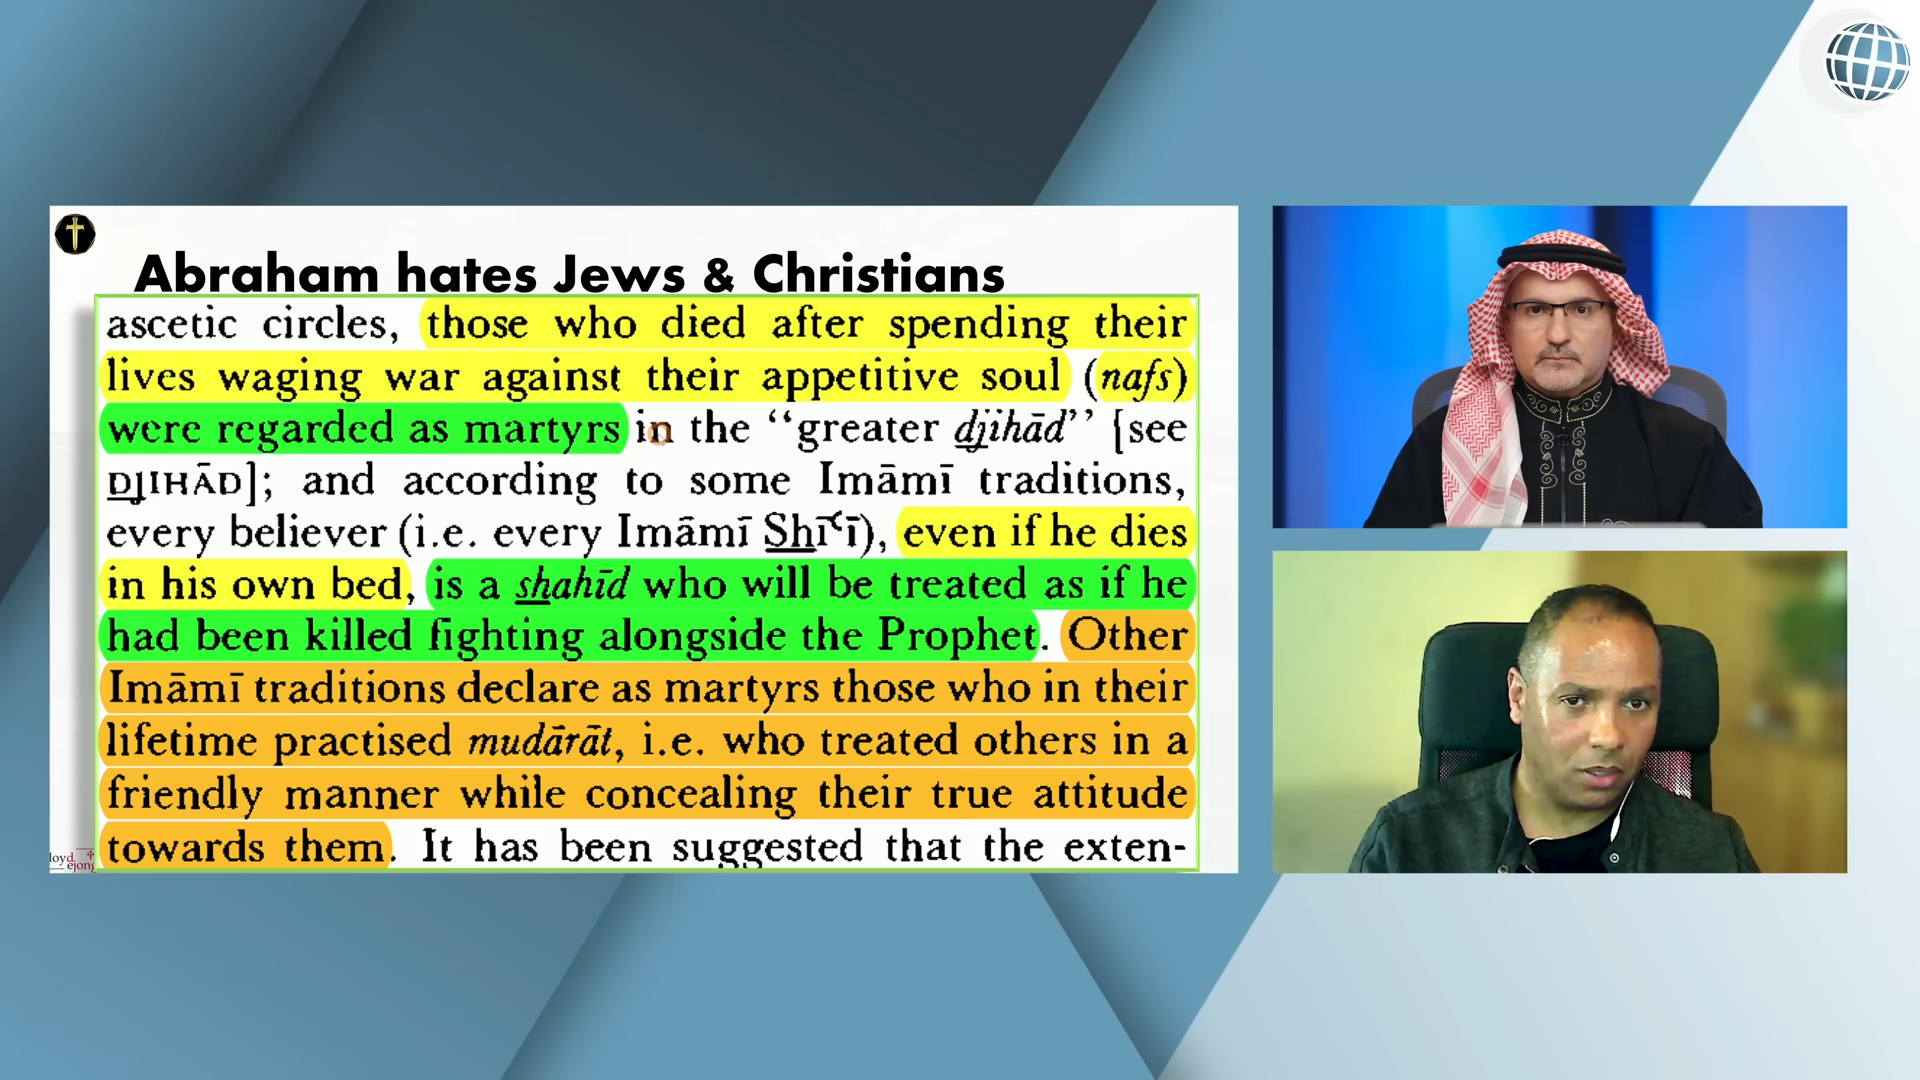 Abraham hates Jews & Christians
ascetic circles, those who died after spending their
lives waging war against their appetitive soul (nafs)
were regarded as martyrs in the “greater djihād” [see
DJIHĀD]; and according to some Imāmī traditions,
every believer (i.e. every Imāmī Shīʿī), even if he dies
in his own bed, is a shahīd who will be treated as if he
had been killed fighting alongside the Prophet. Other
Imāmī traditions declare as martyrs those who in their
lifetime practised mudārāt, i.e. who treated others in a
friendly manner while concealing their true attitude
towards them. It has been suggested that the exten-
loyd
ejong